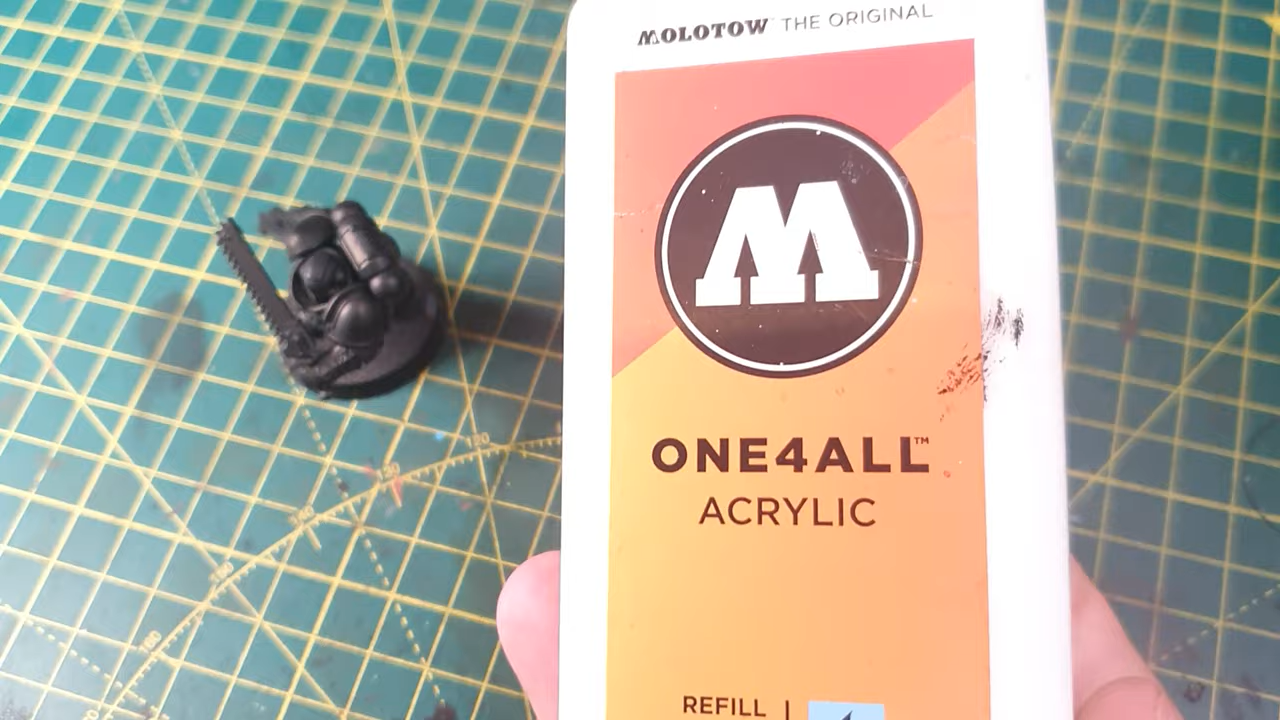 MOLOTOW THE ORIGINAL
M
ONE4ALL™
ACRYLIC
REFILL |